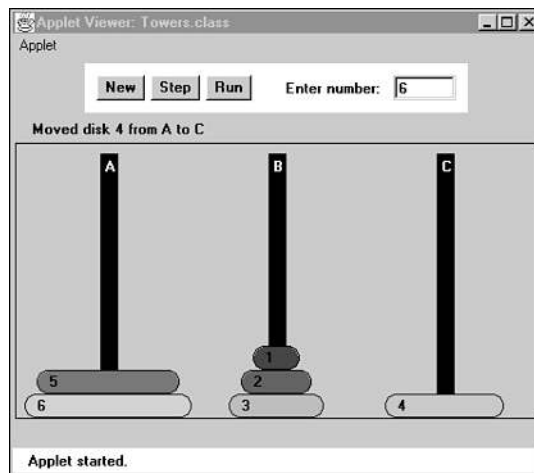 Applet Viewer: Towers.class
Applet
New Step Run Enter number: 6
Moved disk 4 from A to C
A B C
1
5 2
6 3 4
Applet started.